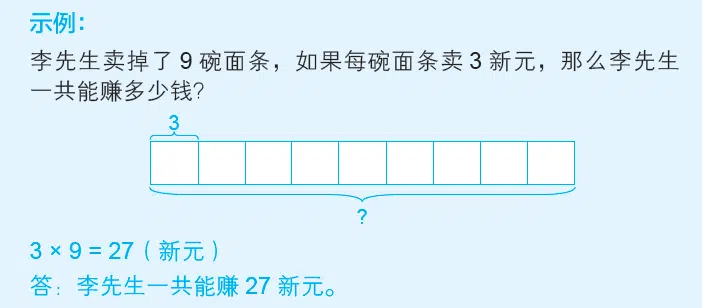 示例：
李先生卖掉了 9 碗面条，如果每碗面条卖 3 新元，那么李先生
一共能赚多少钱？
3
?
3 × 9 = 27（新元）
答：李先生一共能赚 27 新元。